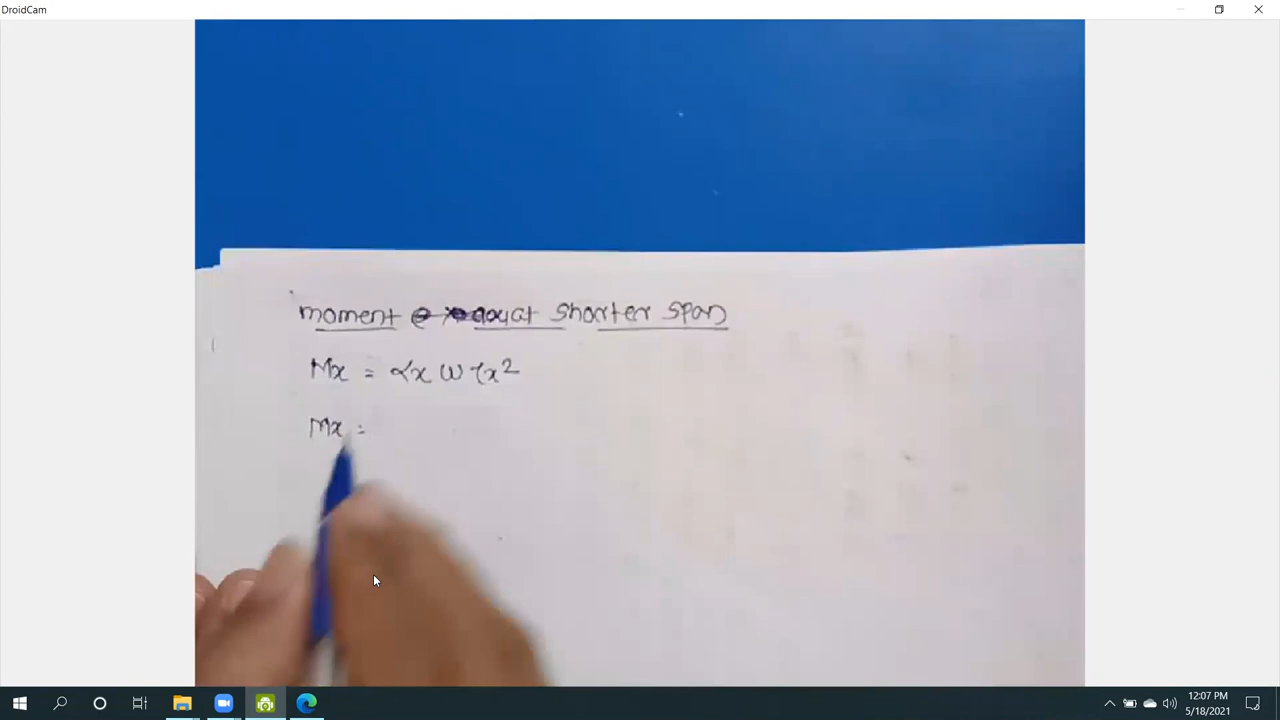 DroidCam
moment at shorter span
Mx = αx ω lx²
Mx =
12:07 PM
5/18/2021